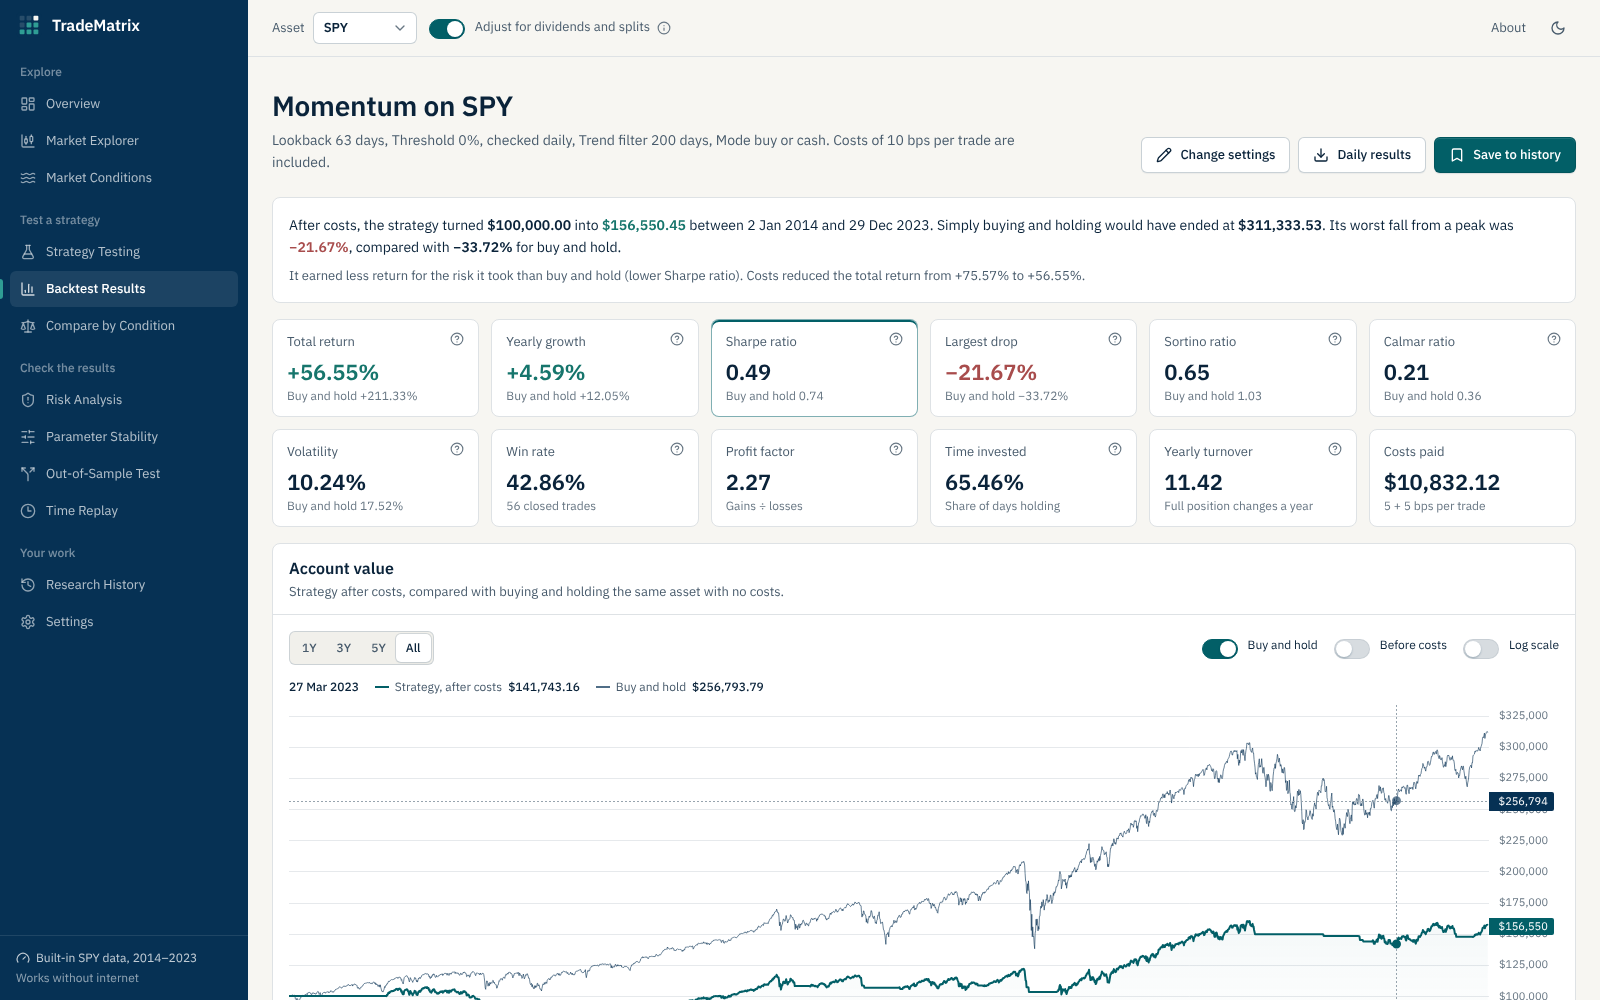 TradeMatrix
Explore
Overview
Market Explorer
Market Conditions
Test a strategy
Strategy Testing
Backtest Results
Compare by Condition
Check the results
Risk Analysis
Parameter Stability
Out-of-Sample Test
Time Replay
Your work
Research History
Settings
Built-in SPY data, 2014–2023
Works without internet
Asset SPY Adjust for dividends and splits About
Momentum on SPY
Lookback 63 days, Threshold 0%, checked daily, Trend filter 200 days, Mode buy or cash. Costs of 10 bps per trade are
included.
Change settings Daily results Save to history
After costs, the strategy turned $100,000.00 into $156,550.45 between 2 Jan 2014 and 29 Dec 2023. Simply buying and holding would have ended at $311,333.53. Its worst fall from a peak was
−21.67%, compared with −33.72% for buy and hold.
It earned less return for the risk it took than buy and hold (lower Sharpe ratio). Costs reduced the total return from +75.57% to +56.55%.
Total return
+56.55%
Buy and hold +211.33%
Yearly growth
+4.59%
Buy and hold +12.05%
Sharpe ratio
0.49
Buy and hold 0.74
Largest drop
−21.67%
Buy and hold −33.72%
Sortino ratio
0.65
Buy and hold 1.03
Calmar ratio
0.21
Buy and hold 0.36
Volatility
10.24%
Buy and hold 17.52%
Win rate
42.86%
56 closed trades
Profit factor
2.27
Gains ÷ losses
Time invested
65.46%
Share of days holding
Yearly turnover
11.42
Full position changes a year
Costs paid
$10,832.12
5 + 5 bps per trade
Account value
Strategy after costs, compared with buying and holding the same asset with no costs.
1Y 3Y 5Y All
Buy and hold Before costs Log scale
27 Mar 2023 Strategy, after costs $141,743.16 Buy and hold $256,793.79
$325,000
$300,000
$275,000
$256,794
$225,000
$200,000
$175,000
$156,550
$125,000
$100,000